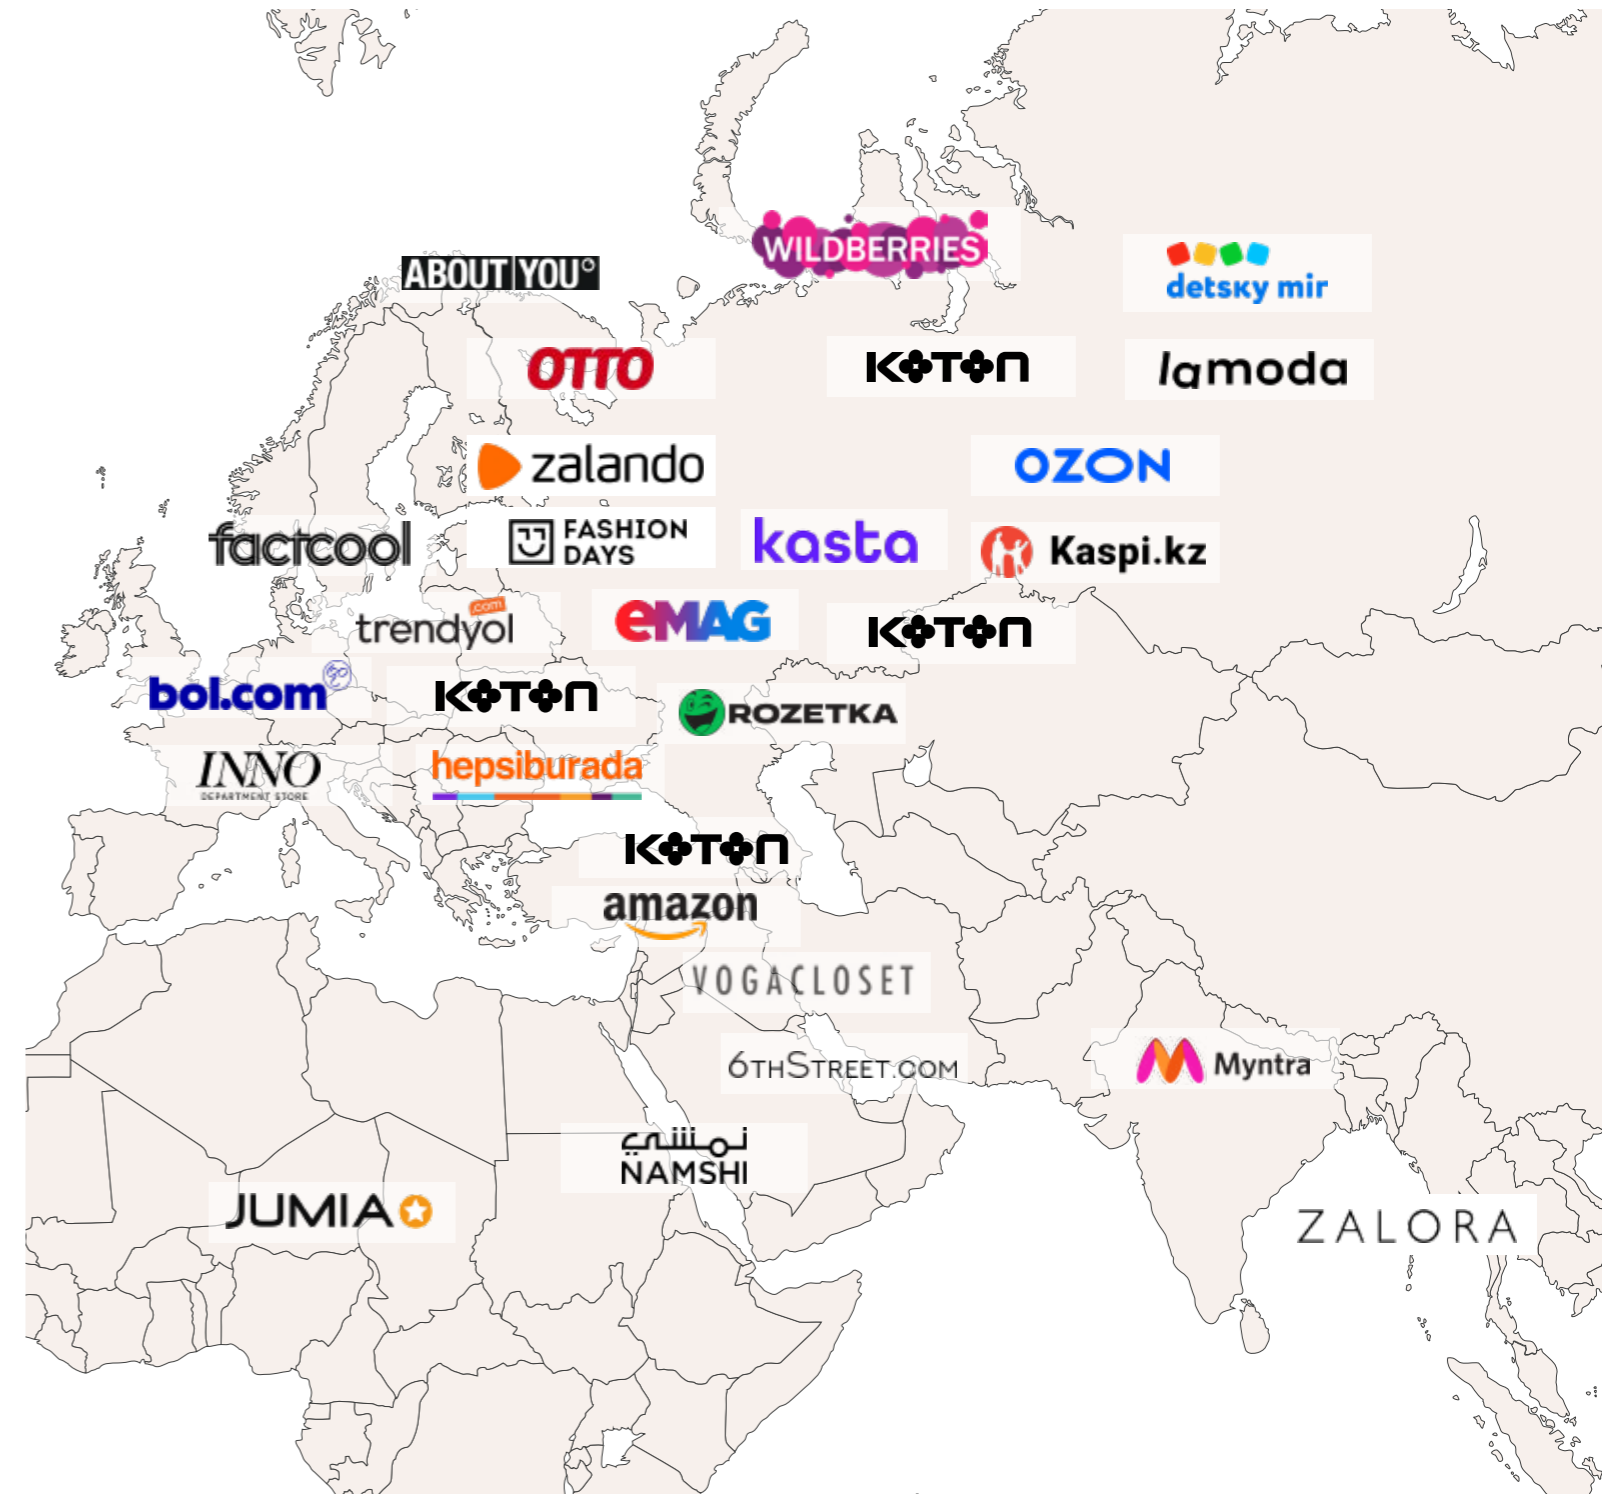 WILDBERRIES
ABOUT YOU°
detsky mir
OTTO
KOTON
lamoda
zalando
OZON
factcool
FASHION
DAYS
kasta
Kaspi.kz
.com
trendyol
eMAG
KOTON
bol.com
KOTON
ROZETKA
INNO
DEPARTMENT STORE
hepsiburada
KOTON
amazon
VOGACLOSET
6THSTREET.COM
Myntra
نمشي
NAMSHI
JUMIA
ZALORA